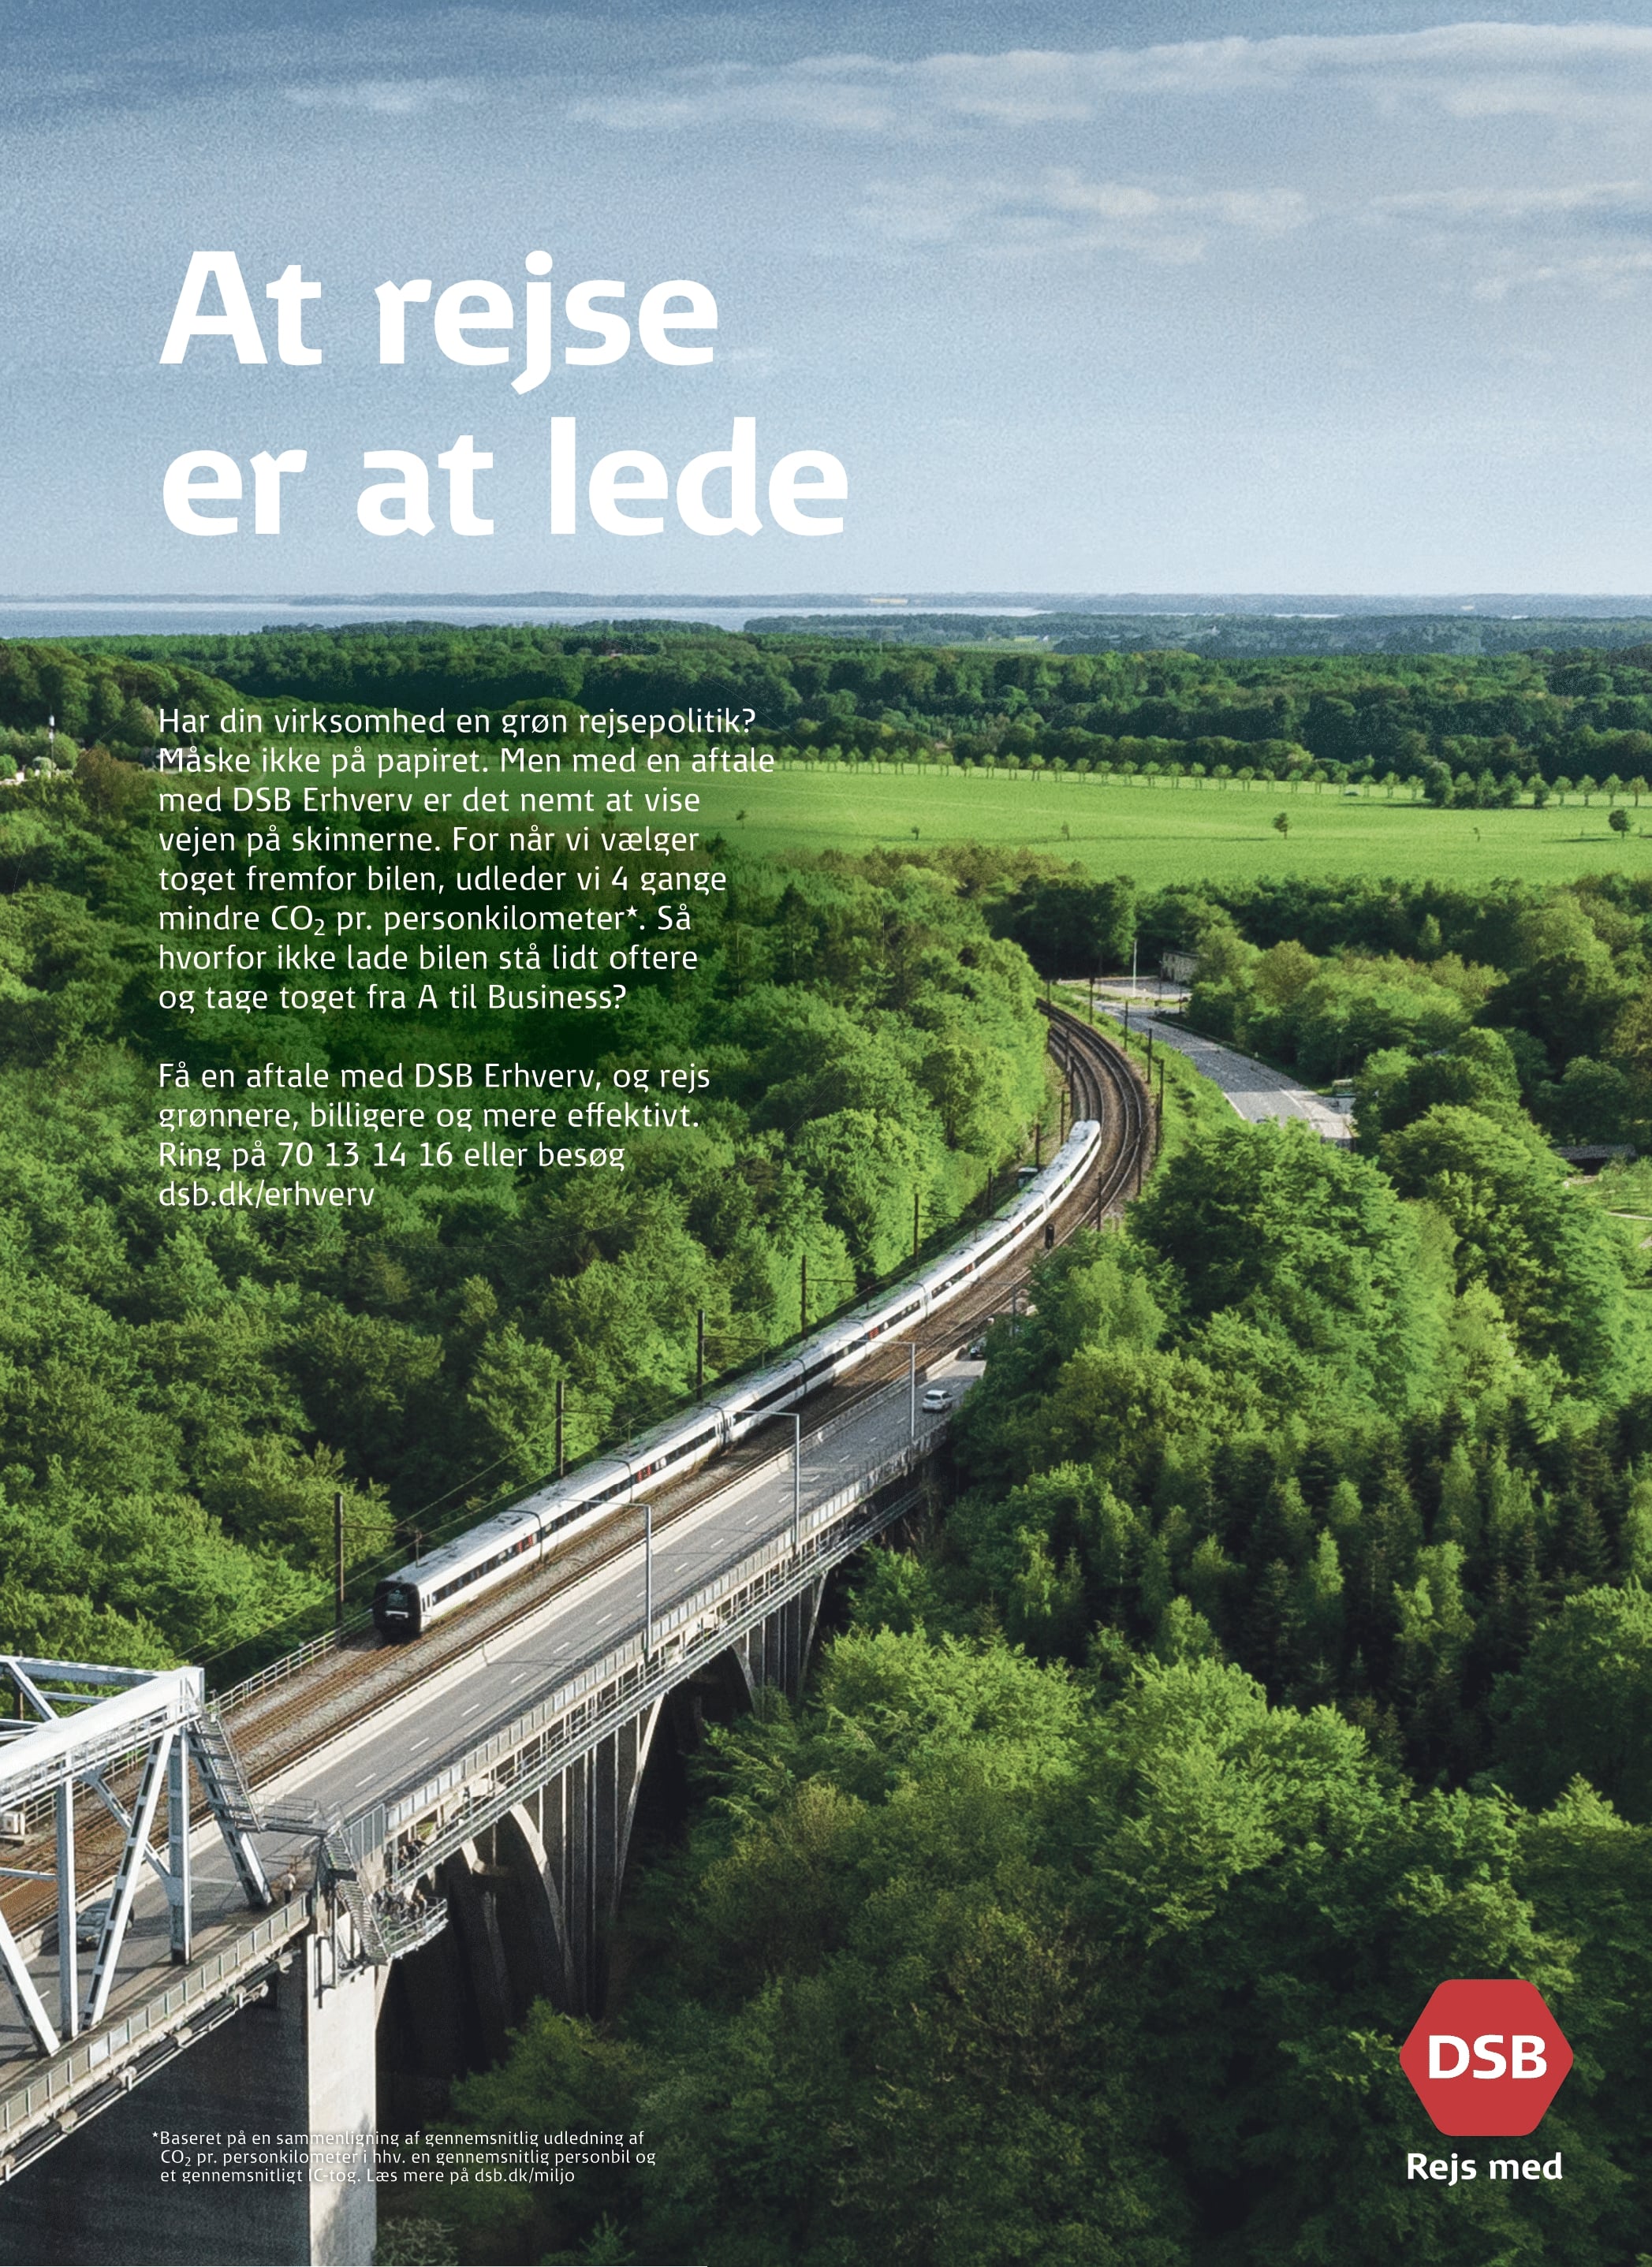 At rejse
er at lede
Har din virksomhed en grøn rejsepolitik?
Måske ikke på papiret. Men med en aftale
med DSB Erhverv er det nemt at vise
vejen på skinnerne. For når vi vælger
toget fremfor bilen, udleder vi 4 gange
mindre CO₂ pr. personkilometer*. Så
hvorfor ikke lade bilen stå lidt oftere
og tage toget fra A til Business?
Få en aftale med DSB Erhverv, og rejs
grønnere, billigere og mere effektivt.
Ring på 70 13 14 16 eller besøg
dsb.dk/erhverv
*Baseret på en sammenligning af gennemsnitlig udledning af
CO₂ pr. personkilometer i hhv. en gennemsnitlig personbil og
et gennemsnitligt IC-tog. Læs mere på dsb.dk/miljo
DSB
Rejs med